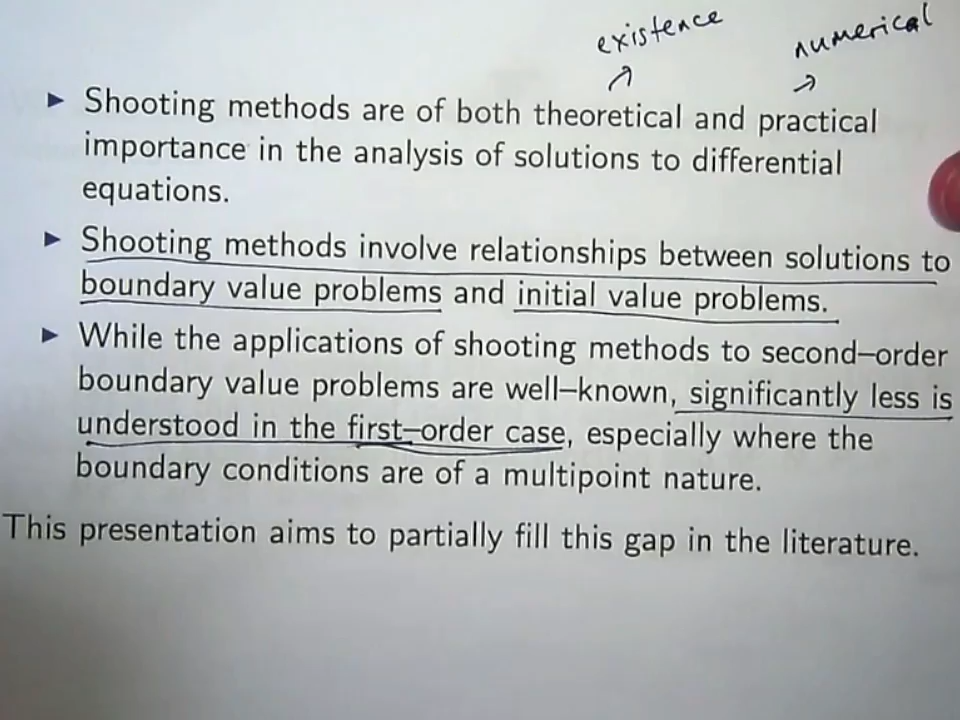 existence numerical
► Shooting methods are of both theoretical and practical
importance in the analysis of solutions to differential
equations.
► Shooting methods involve relationships between solutions to
boundary value problems and initial value problems.
► While the applications of shooting methods to second–order
boundary value problems are well–known, significantly less is
understood in the first–order case, especially where the
boundary conditions are of a multipoint nature.
This presentation aims to partially fill this gap in the literature.